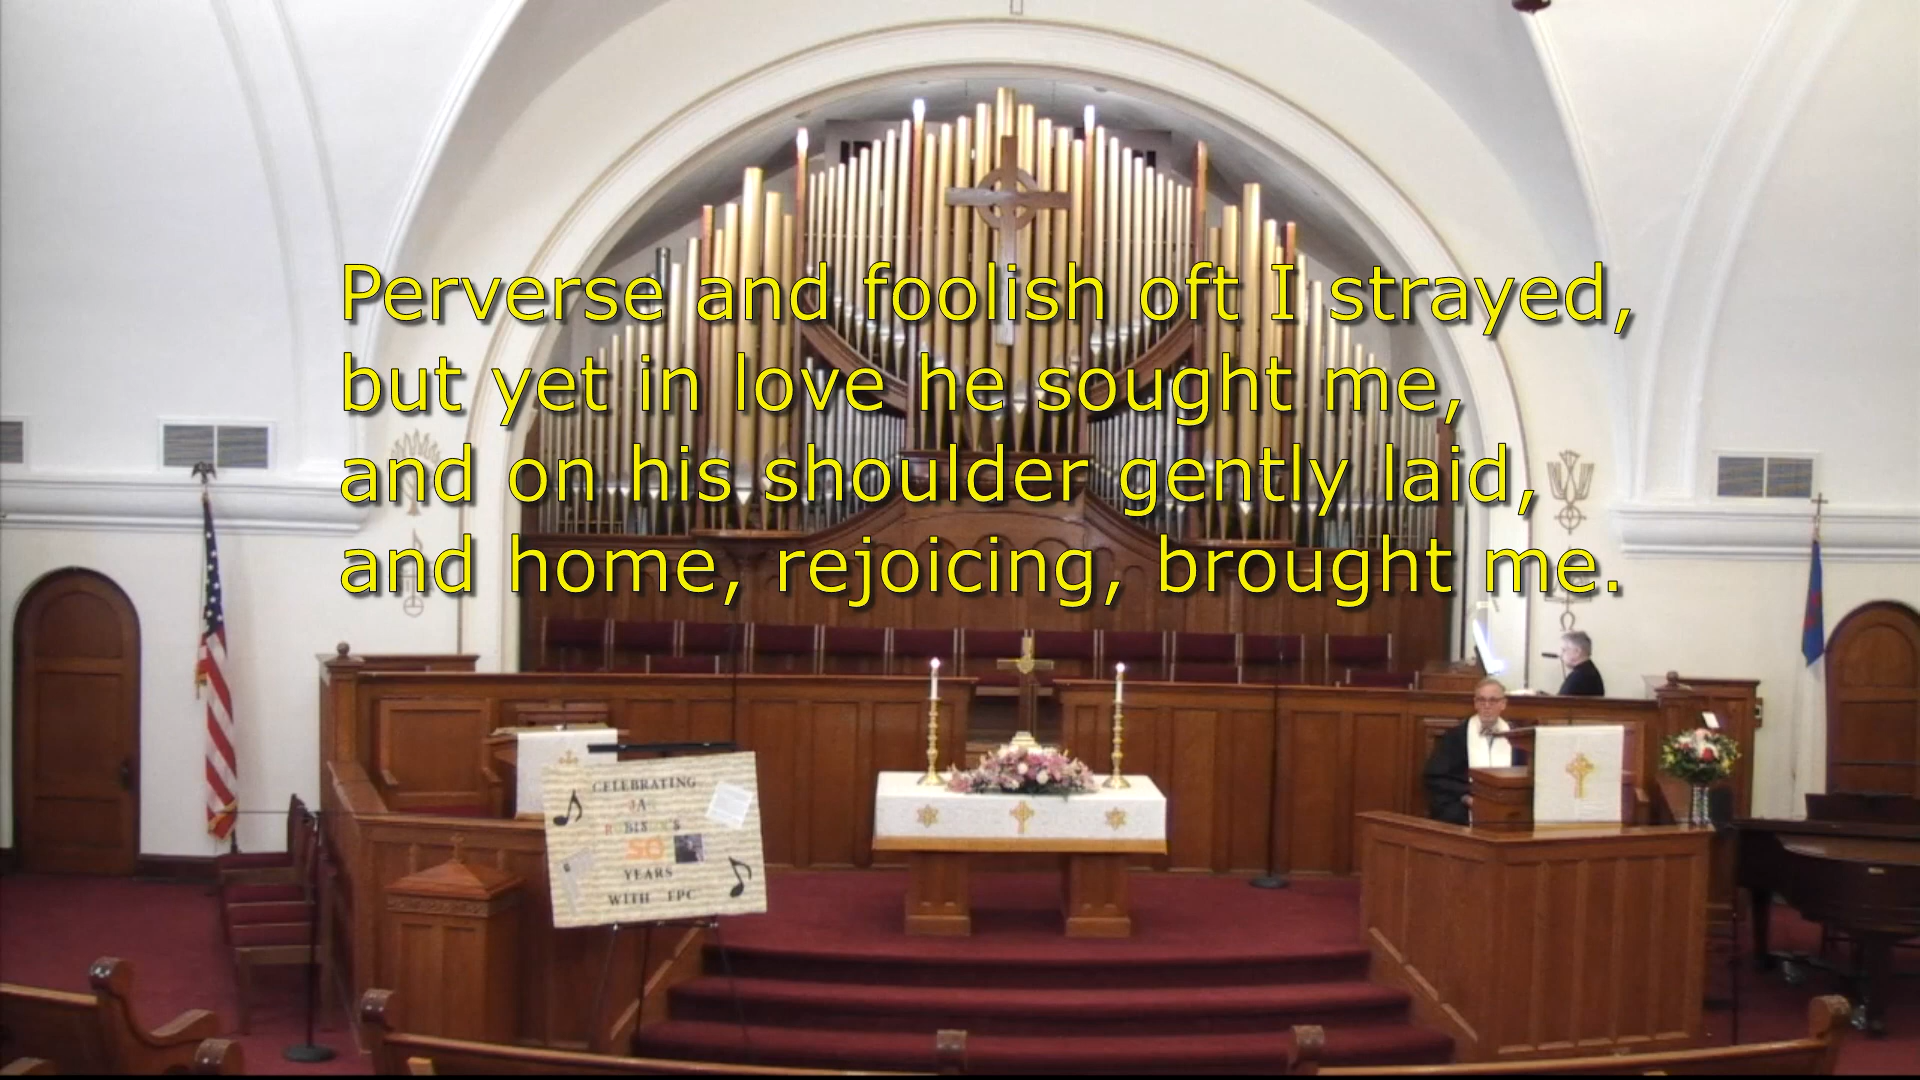 Perverse and foolish oft I strayed,
but yet in love he sought me,
and on his shoulder gently laid,
and home, rejoicing, brought me.
CELEBRATING
YEARS
WITH FPC